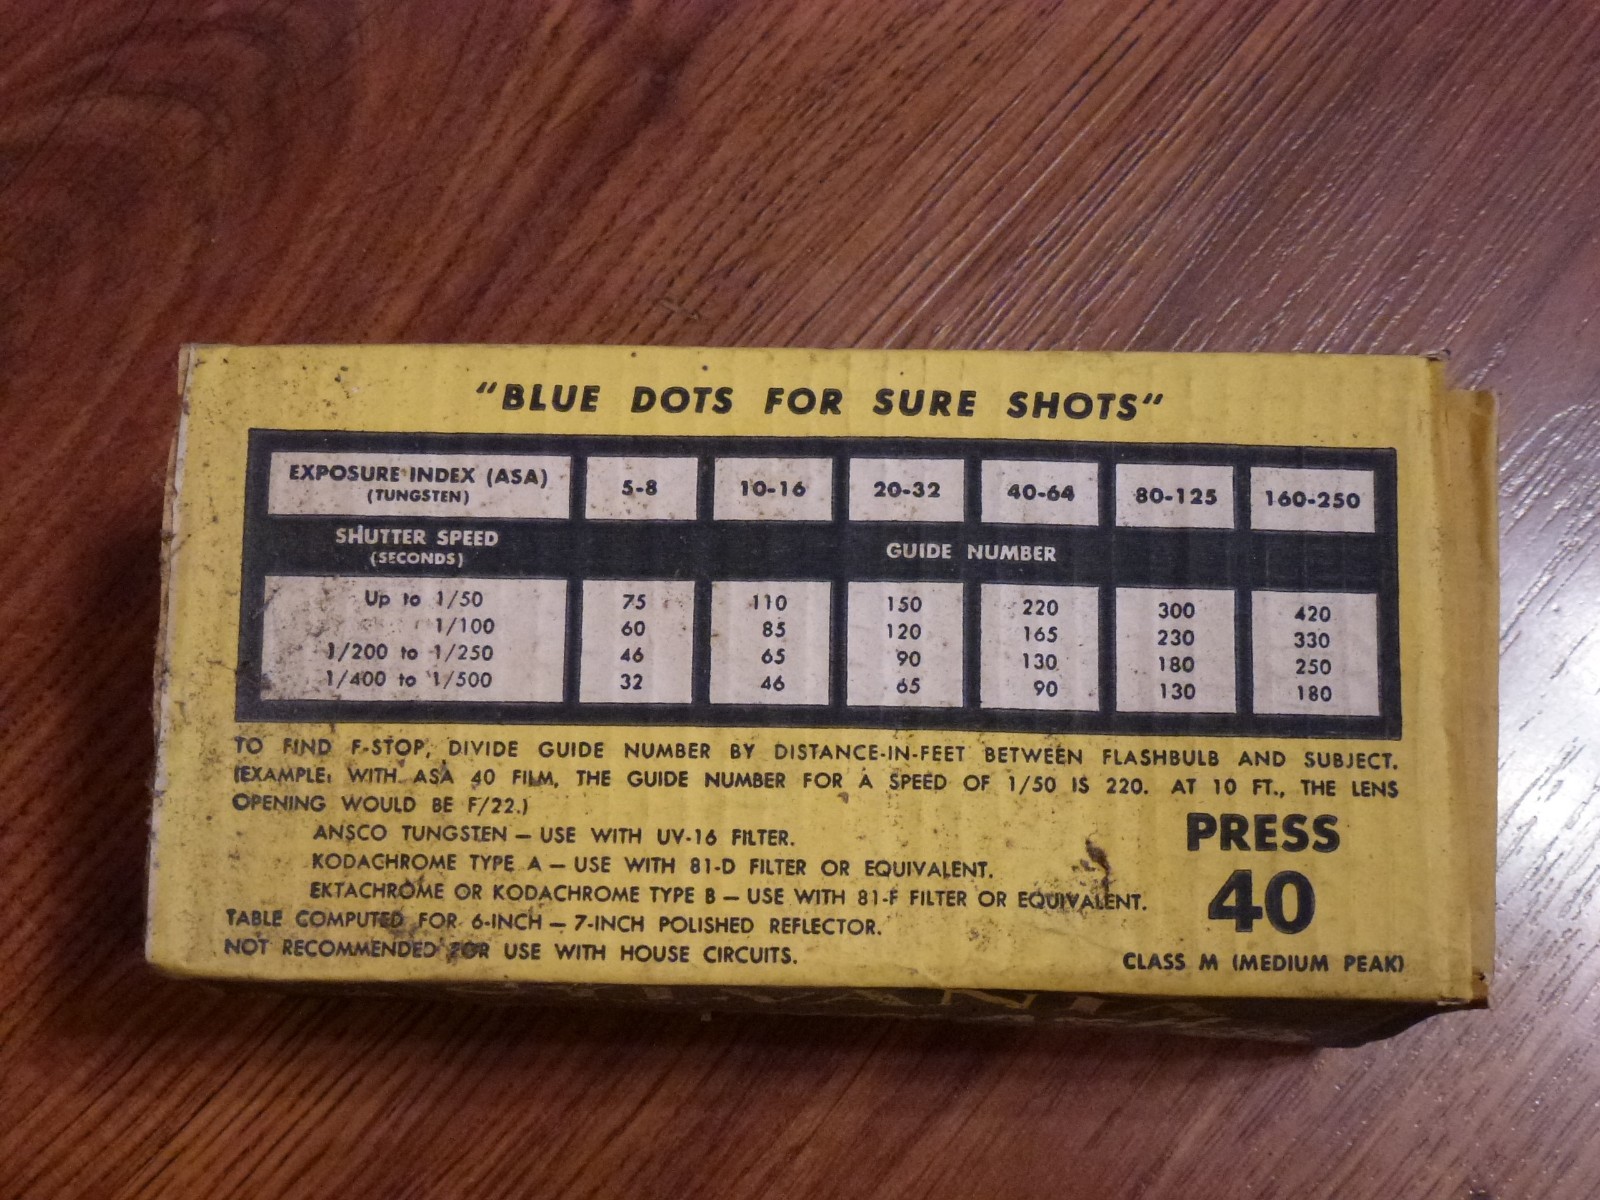 "BLUE DOTS FOR SURE SHOTS"
EXPOSURE INDEX (ASA) (TUNGSTEN) 5-8 10-16 20-32 40-64 80-125 160-250
SHUTTER SPEED (SECONDS) GUIDE NUMBER
Up to 1/50 75 110 150 220 300 420
1/100 60 85 120 165 230 330
1/200 to 1/250 46 65 90 130 180 250
1/400 to 1/500 32 46 65 90 130 180
TO FIND F-STOP, DIVIDE GUIDE NUMBER BY DISTANCE-IN-FEET BETWEEN FLASHBULB AND SUBJECT.
(EXAMPLE: WITH ASA 40 FILM, THE GUIDE NUMBER FOR A SPEED OF 1/50 IS 220. AT 10 FT., THE LENS
OPENING WOULD BE F/22.)
ANSCO TUNGSTEN — USE WITH UV-16 FILTER.
KODACHROME TYPE A — USE WITH 81-D FILTER OR EQUIVALENT.
EKTACHROME OR KODACHROME TYPE B — USE WITH 81-F FILTER OR EQUIVALENT.
TABLE COMPUTED FOR 6-INCH — 7-INCH POLISHED REFLECTOR.
NOT RECOMMENDED FOR USE WITH HOUSE CIRCUITS.
PRESS
40
CLASS M (MEDIUM PEAK)
SYLVANIA